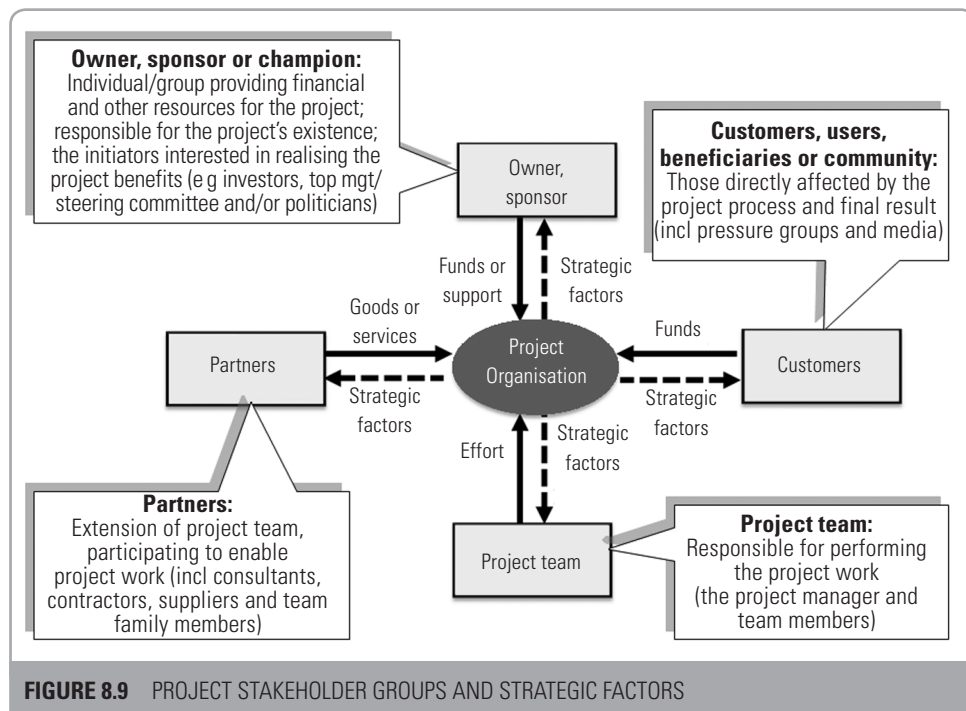 Owner, sponsor or champion:
Individual/group providing financial
and other resources for the project;
responsible for the project's existence;
the initiators interested in realising the
project benefits (e g investors, top mgt/
steering committee and/or politicians)
Customers, users,
beneficiaries or community:
Those directly affected by the
project process and final result
(incl pressure groups and media)
Owner,
sponsor
Funds or
support
Strategic
factors
Goods or
services
Funds
Partners
Project
Organisation
Customers
Strategic
factors
Strategic
factors
Effort
Strategic
factors
Partners:
Extension of project team,
participating to enable
project work (incl consultants,
contractors, suppliers and team
family members)
Project team
Project team:
Responsible for performing
the project work
(the project manager and
team members)
FIGURE 8.9 PROJECT STAKEHOLDER GROUPS AND STRATEGIC FACTORS